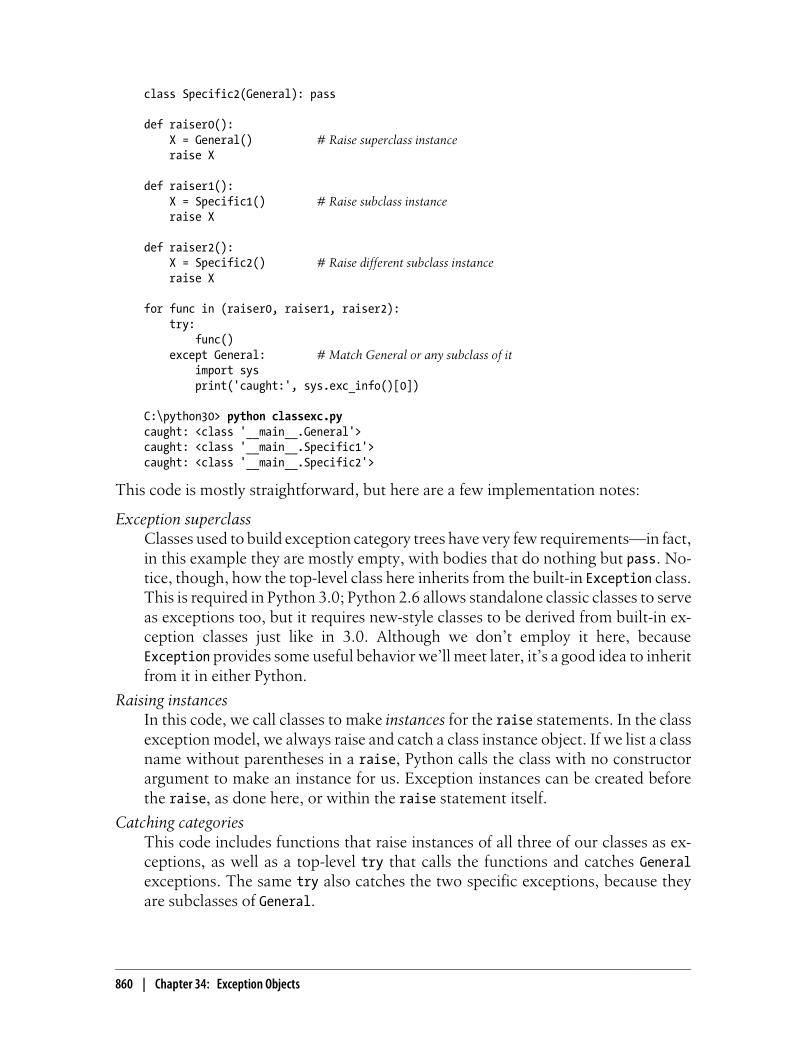 class Specific2(General): pass
def raiser0():
    X = General()          # Raise superclass instance
    raise X
def raiser1():
    X = Specific1()        # Raise subclass instance
    raise X
def raiser2():
    X = Specific2()        # Raise different subclass instance
    raise X
for func in (raiser0, raiser1, raiser2):
    try:
        func()
    except General:        # Match General or any subclass of it
        import sys
        print('caught:', sys.exc_info()[0])
C:\python30> python classexc.py
caught: <class '__main__.General'>
caught: <class '__main__.Specific1'>
caught: <class '__main__.Specific2'>
This code is mostly straightforward, but here are a few implementation notes:
Exception superclass
Classes used to build exception category trees have very few requirements—in fact,
in this example they are mostly empty, with bodies that do nothing but pass. No-
tice, though, how the top-level class here inherits from the built-in Exception class.
This is required in Python 3.0; Python 2.6 allows standalone classic classes to serve
as exceptions too, but it requires new-style classes to be derived from built-in ex-
ception classes just like in 3.0. Although we don’t employ it here, because
Exception provides some useful behavior we’ll meet later, it’s a good idea to inherit
from it in either Python.
Raising instances
In this code, we call classes to make instances for the raise statements. In the class
exception model, we always raise and catch a class instance object. If we list a class
name without parentheses in a raise, Python calls the class with no constructor
argument to make an instance for us. Exception instances can be created before
the raise, as done here, or within the raise statement itself.
Catching categories
This code includes functions that raise instances of all three of our classes as ex-
ceptions, as well as a top-level try that calls the functions and catches General
exceptions. The same try also catches the two specific exceptions, because they
are subclasses of General.
860 | Chapter 34: Exception Objects